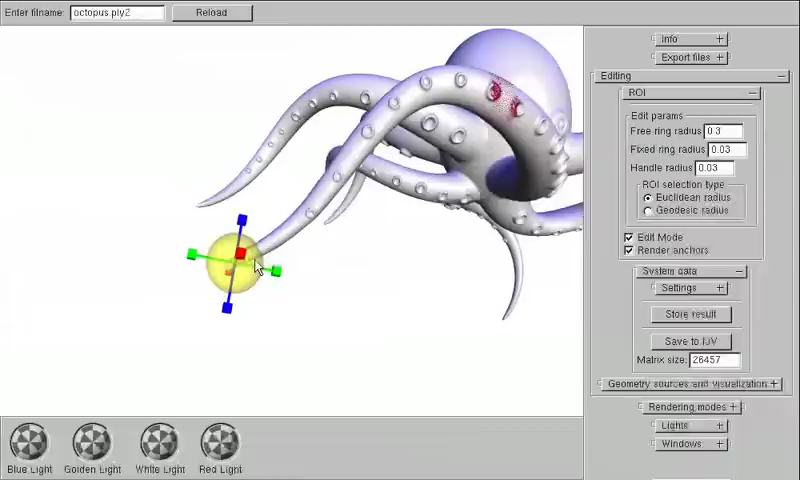 Enter filname: octopus.ply2 Reload
Info +
Export files +
Editing −
ROI −
Edit params
Free ring radius 0.3
Fixed ring radius 0.03
Handle radius 0.03
ROI selection type
Euclidean radius
Geodesic radius
Edit Mode
Render anchors
System data −
Settings +
Store result
Save to IUV
Matrix size: 26457
Geometry sources and visualization +
Rendering modes +
Lights +
Windows +
Blue Light Golden Light White Light Red Light